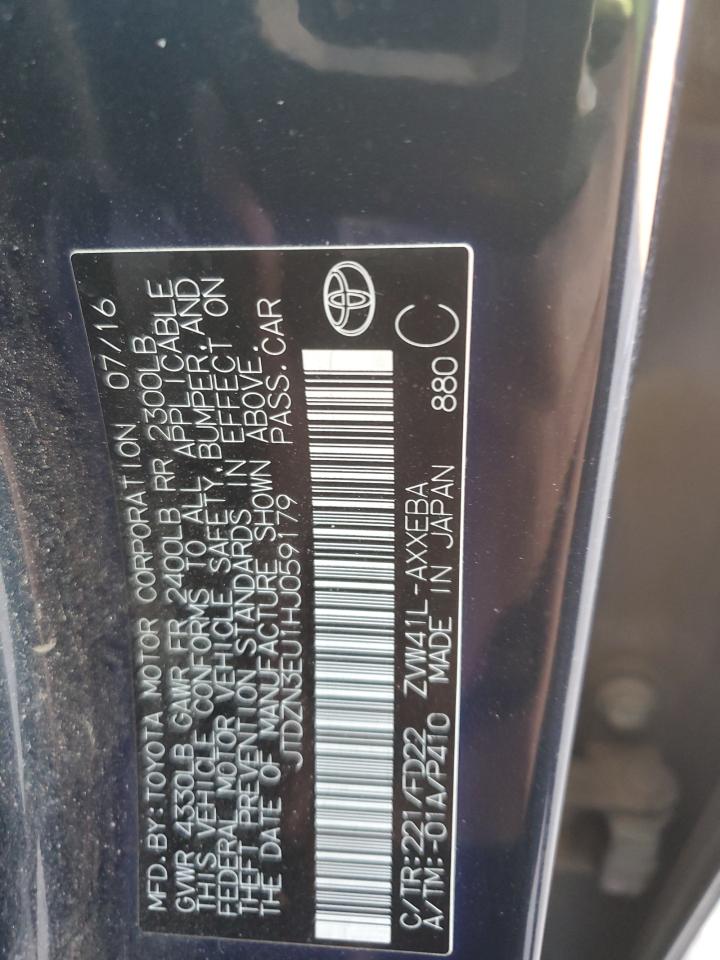 MFD.BY:TOYOTA MOTOR CORPORATION 07/16
GVWR 4330LB GAWR FR 2400LB RR 2300LB
THIS VEHICLE CONFORMS TO ALL APPLICABLE
FEDERAL MOTOR VEHICLE SAFETY,BUMPER,AND
THEFT PREVENTION STANDARDS IN EFFECT ON
THE DATE OF MANUFACTURE SHOWN ABOVE.
JTDZN3EU1HJ059179 PASS.CAR
C/TR:221/FD22 ZVW41L-AXXEBA 880 C
A/TM:-01A/P410 MADE IN JAPAN